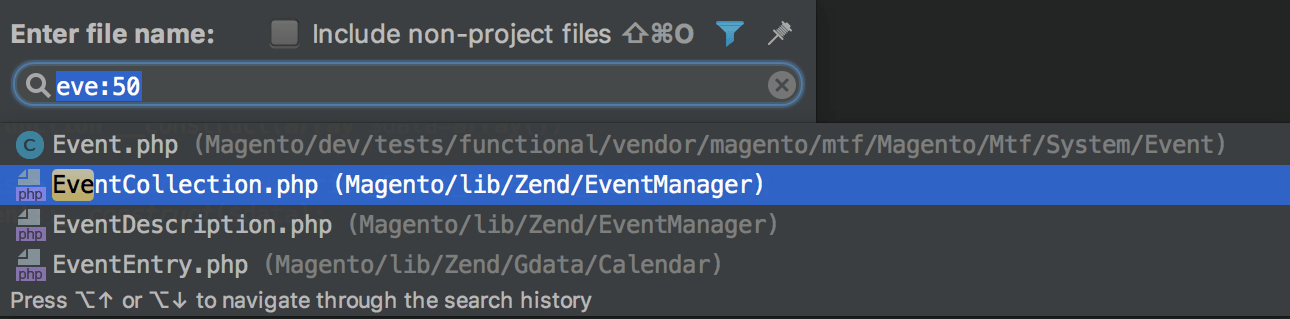 Enter file name: Include non-project files ⇧⌘O
eve:50
C Event.php (Magento/dev/tests/functional/vendor/magento/mtf/Magento/Mtf/System/Event)
php EventCollection.php (Magento/lib/Zend/EventManager)
php EventDescription.php (Magento/lib/Zend/EventManager)
php EventEntry.php (Magento/lib/Zend/Gdata/Calendar)
Press ⌥↑ or ⌥↓ to navigate through the search history